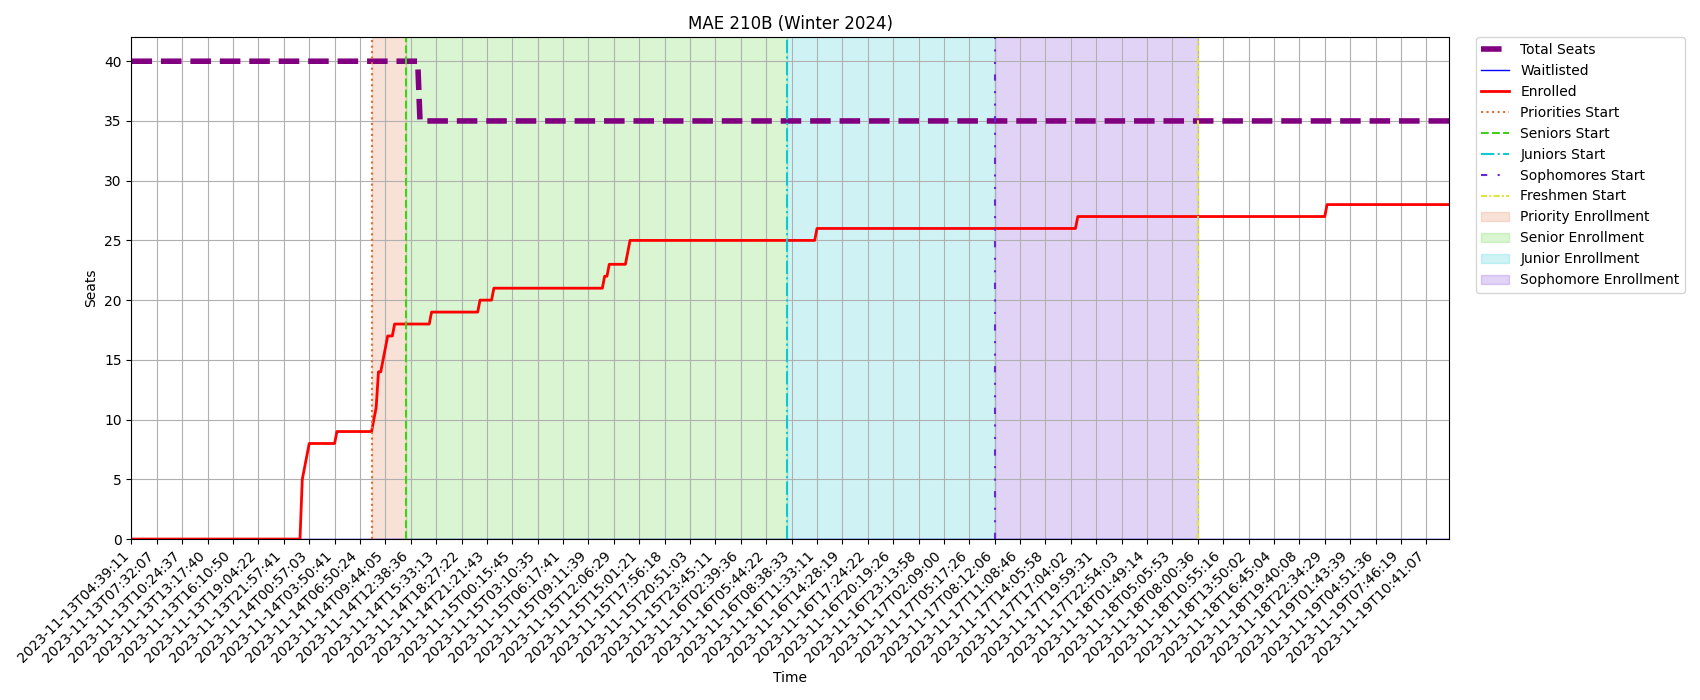 MAE 210B (Winter 2024)
Seats
40
35
30
25
20
15
10
5
0
2023-11-13T04:39:11
2023-11-13T07:32:07
2023-11-13T10:24:37
2023-11-13T13:17:40
2023-11-13T16:10:50
2023-11-13T19:04:22
2023-11-13T21:57:41
2023-11-14T00:57:03
2023-11-14T03:50:41
2023-11-14T06:50:24
2023-11-14T09:44:05
2023-11-14T12:38:36
2023-11-14T15:33:13
2023-11-14T18:27:22
2023-11-14T21:21:43
2023-11-15T00:15:45
2023-11-15T03:10:35
2023-11-15T06:17:41
2023-11-15T09:11:39
2023-11-15T12:06:29
2023-11-15T15:01:21
2023-11-15T17:56:18
2023-11-15T20:51:03
2023-11-15T23:45:11
2023-11-16T02:39:36
2023-11-16T05:44:22
2023-11-16T08:38:33
2023-11-16T11:33:11
2023-11-16T14:28:19
2023-11-16T17:24:22
2023-11-16T20:19:26
2023-11-16T23:13:58
2023-11-17T02:09:00
2023-11-17T05:17:26
2023-11-17T08:12:06
2023-11-17T11:08:46
2023-11-17T14:05:58
2023-11-17T17:04:02
2023-11-17T19:59:31
2023-11-17T22:54:03
2023-11-18T01:49:14
2023-11-18T05:05:53
2023-11-18T08:00:36
2023-11-18T10:55:16
2023-11-18T13:50:02
2023-11-18T16:45:04
2023-11-18T19:40:08
2023-11-18T22:34:29
2023-11-19T01:43:39
2023-11-19T04:51:36
2023-11-19T07:46:19
2023-11-19T10:41:07
Time
Total Seats
Waitlisted
Enrolled
Priorities Start
Seniors Start
Juniors Start
Sophomores Start
Freshmen Start
Priority Enrollment
Senior Enrollment
Junior Enrollment
Sophomore Enrollment